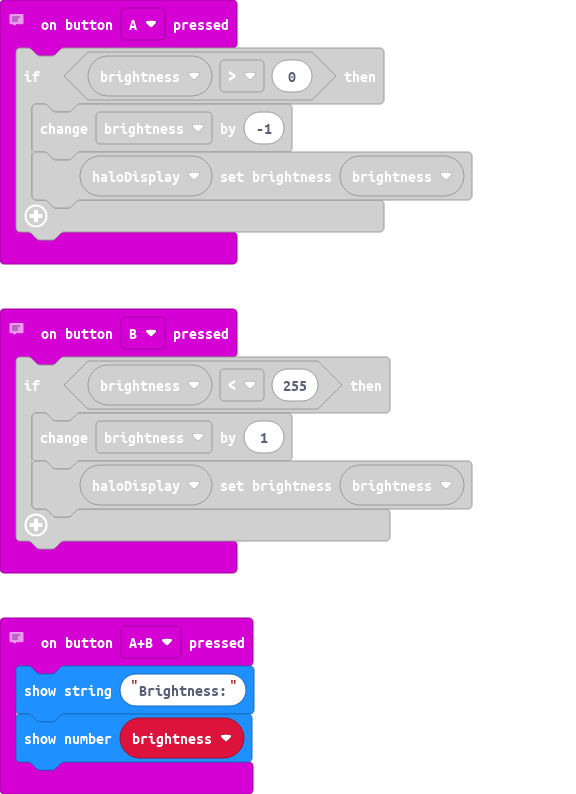 on button A pressed
if brightness > 0 then
change brightness by -1
haloDisplay set brightness brightness
on button B pressed
if brightness < 255 then
change brightness by 1
haloDisplay set brightness brightness
on button A+B pressed
show string "Brightness:"
show number brightness